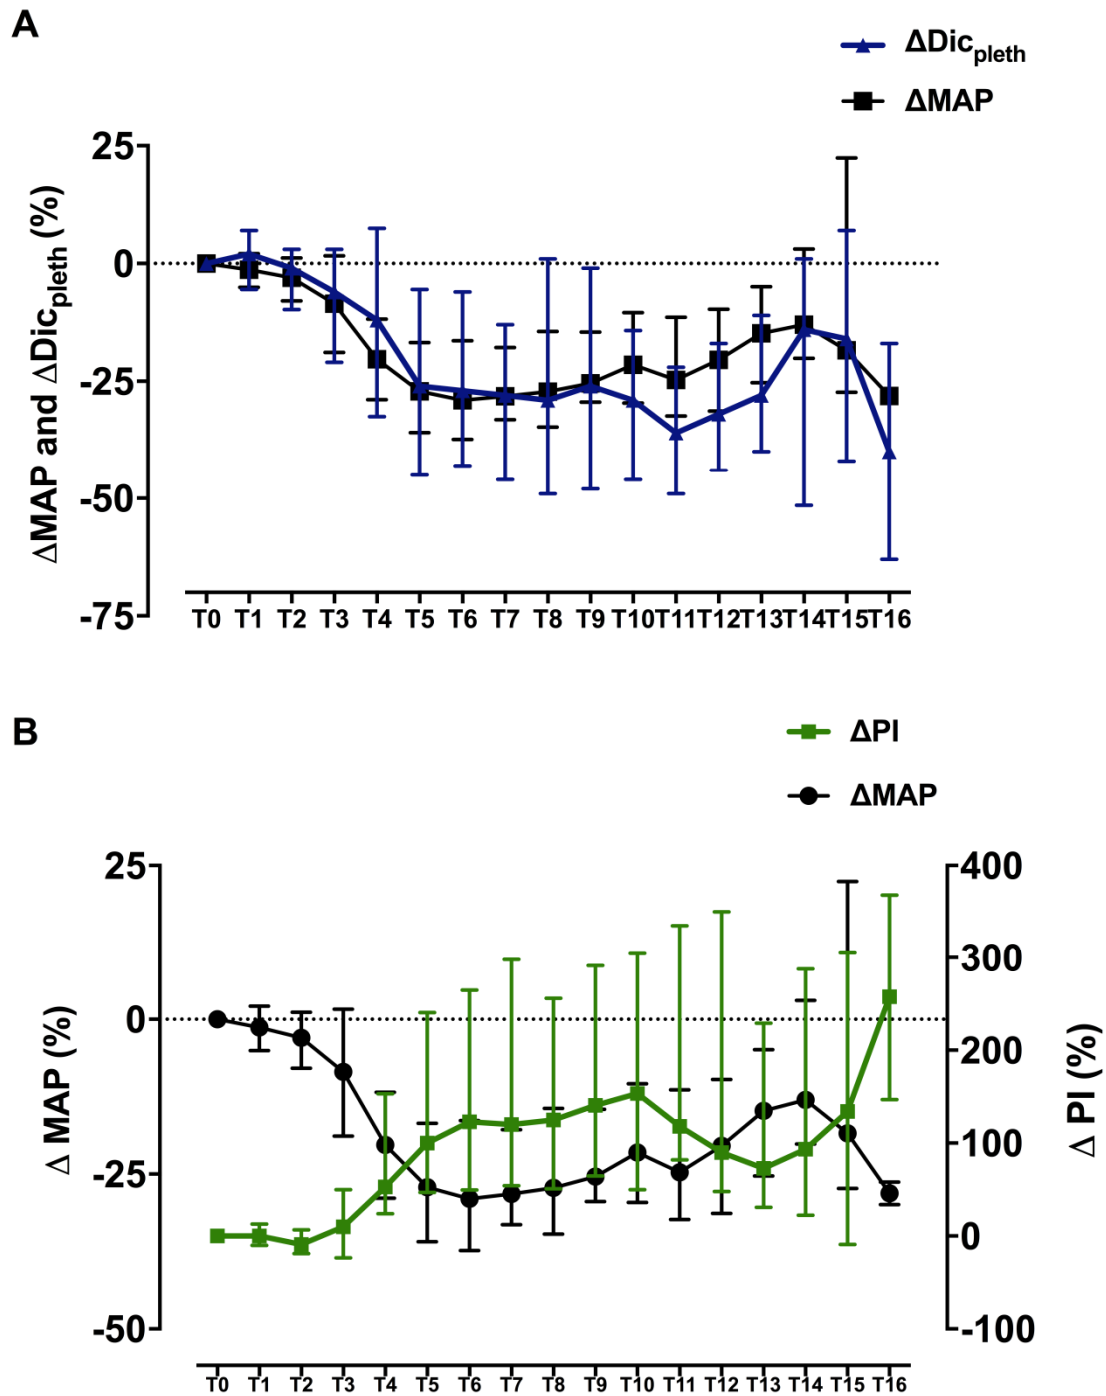 A
ΔDicpleth
ΔMAP
ΔMAP and ΔDicpleth (%)
25
0
-25
-50
-75
T0 T1 T2 T3 T4 T5 T6 T7 T8 T9 T10 T11 T12 T13 T14 T15 T16
B
ΔPI
ΔMAP
Δ MAP (%)
25
0
-25
-50
400
300
200
100
0
-100
Δ PI (%)
T0 T1 T2 T3 T4 T5 T6 T7 T8 T9 T10 T11 T12 T13 T14 T15 T16